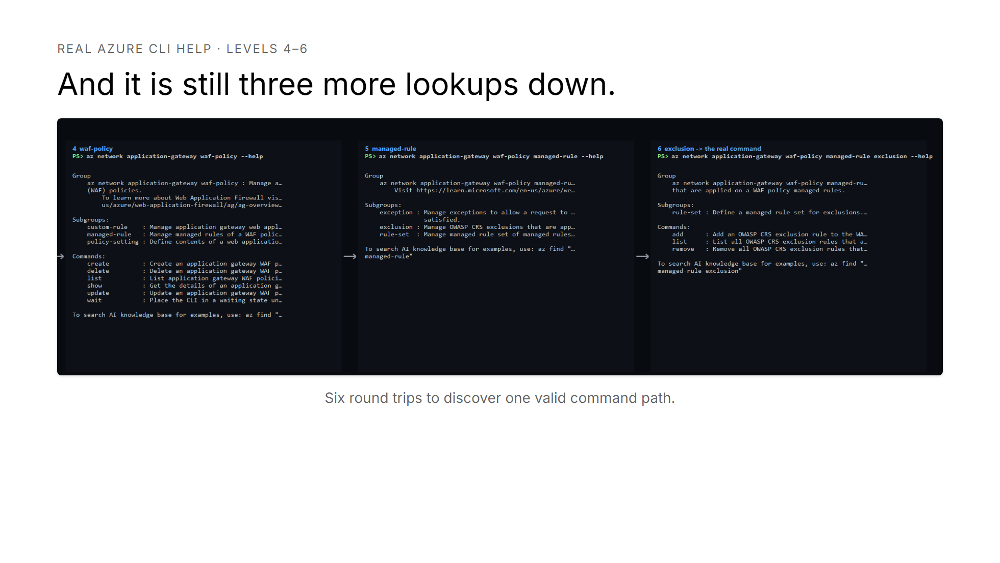 REAL AZURE CLI HELP · LEVELS 4–6
And it is still three more lookups down.
4 waf-policy
PS> az network application-gateway waf-policy --help
Group
az network application-gateway waf-policy : Manage a…
(WAF) policies.
To learn more about Web Application Firewall vis…
us/azure/web-application-firewall/ag/ag-overview…
Subgroups:
custom-rule : Manage application gateway web appl…
managed-rule : Manage managed rules of a WAF polic…
policy-setting : Define contents of a web applicatio…
Commands:
create : Create an application gateway WAF p…
delete : Delete an application gateway WAF p…
list : List application gateway WAF polici…
show : Get the details of an application g…
update : Update an application gateway WAF p…
wait : Place the CLI in a waiting state un…
To search AI knowledge base for examples, use: az find "…
→
5 managed-rule
PS> az network application-gateway waf-policy managed-rule --help
Group
az network application-gateway waf-policy managed-ru…
Visit https://learn.microsoft.com/en-us/azure/we…
Subgroups:
exception : Manage exceptions to allow a request to …
satisfied.
exclusion : Manage OWASP CRS exclusions that are app…
rule-set : Manage managed rule set of managed rules…
To search AI knowledge base for examples, use: az find "…
managed-rule"
→
6 exclusion -> the real command
PS> az network application-gateway waf-policy managed-rule exclusion --help
Group
az network application-gateway waf-policy managed-ru…
that are applied on a WAF policy managed rules.
Subgroups:
rule-set : Define a managed rule set for exclusions.…
Commands:
add : Add an OWASP CRS exclusion rule to the WA…
list : List all OWASP CRS exclusion rules that a…
remove : Remove all OWASP CRS exclusion rules that…
To search AI knowledge base for examples, use: az find "…
managed-rule exclusion"
Six round trips to discover one valid command path.